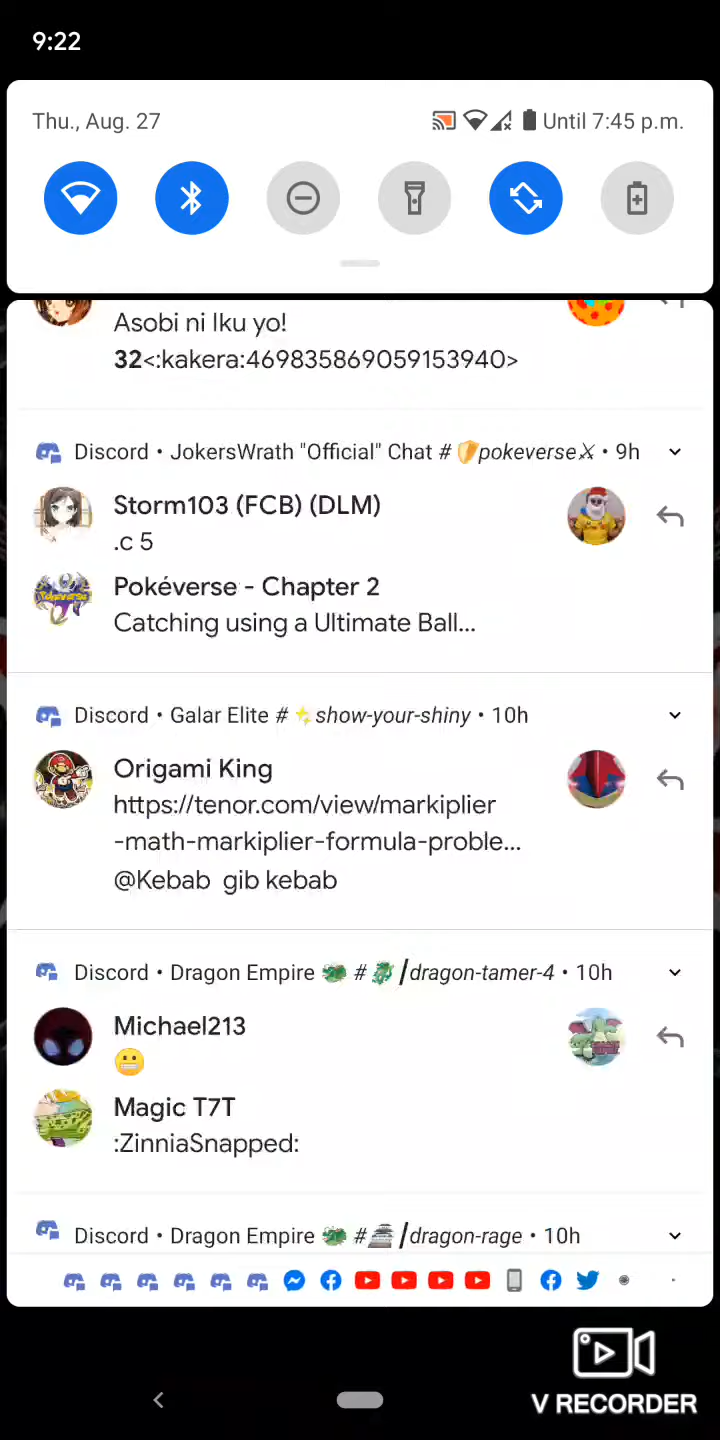 9:22
Thu., Aug. 27
Until 7:45 p.m.
Asobi ni Iku yo!
32<:kakera:469835869059153940>
Discord • JokersWrath "Official" Chat # pokeverse⚔ • 9h
Storm103 (FCB) (DLM)
.c 5
Pokéverse - Chapter 2
Catching using a Ultimate Ball...
Discord • Galar Elite # ✨show-your-shiny • 10h
Origami King
https://tenor.com/view/markiplier
-math-markiplier-formula-proble...
@Kebab gib kebab
Discord • Dragon Empire 🐲 # 🐉/dragon-tamer-4 • 10h
Michael213
😬
Magic T7T
:ZinniaSnapped:
Discord • Dragon Empire 🐲 #🏯/dragon-rage • 10h
V RECORDER